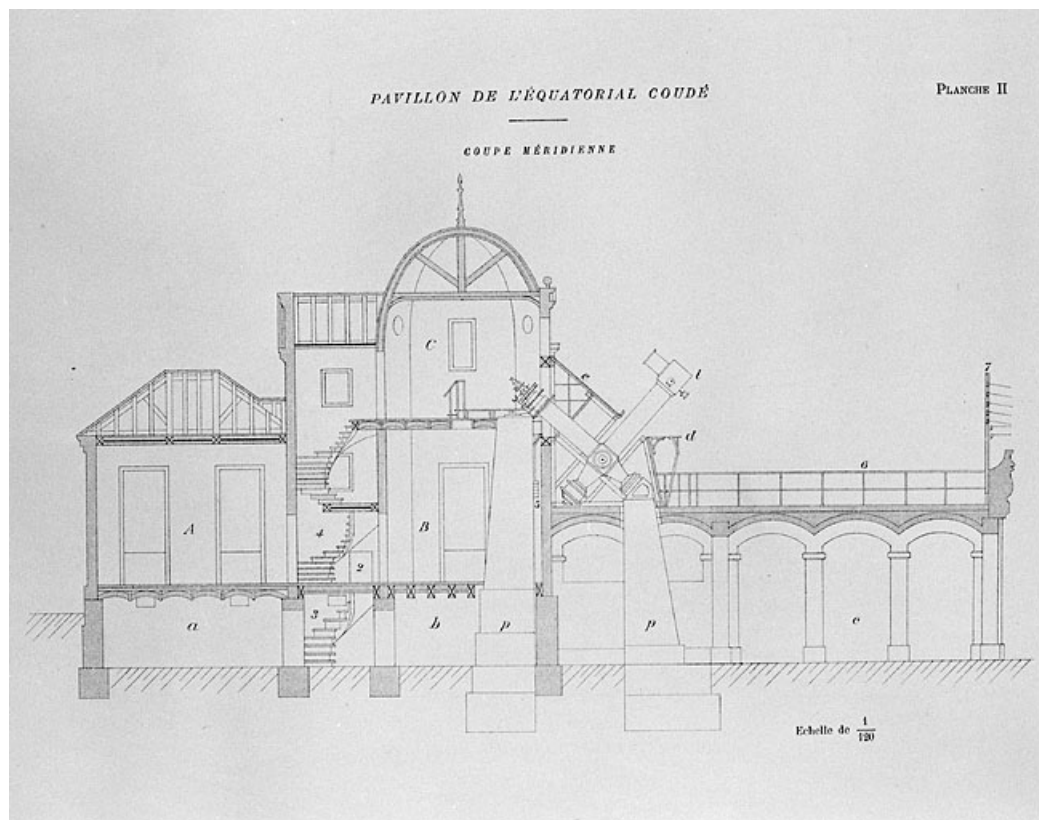 PAVILLON DE L'ÉQUATORIAL COUDÉ
PLANCHE II
COUPE MÉRIDIENNE
7
C
e
l
d
6
A
4
B
5
2
a
3
b
p
p
c
Echelle de 1/120